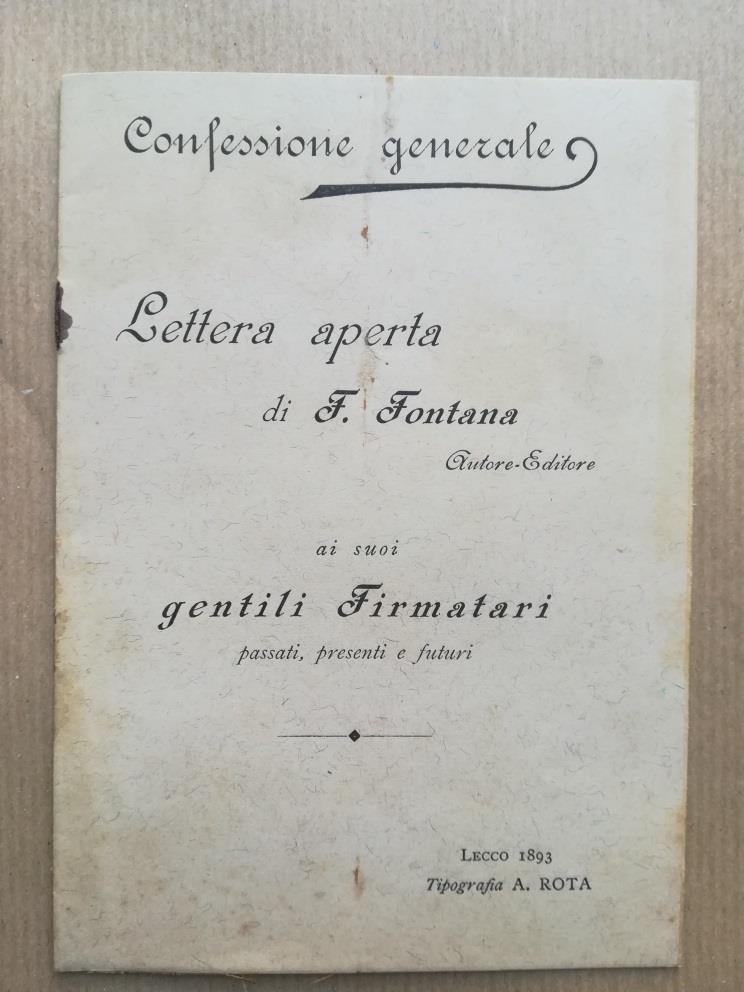 Confessione generale
Lettera aperta
di F. Fontana
Autore-Editore
ai suoi
gentili Firmatari
passati, presenti e futuri
LECCO 1893
Tipografia A. ROTA